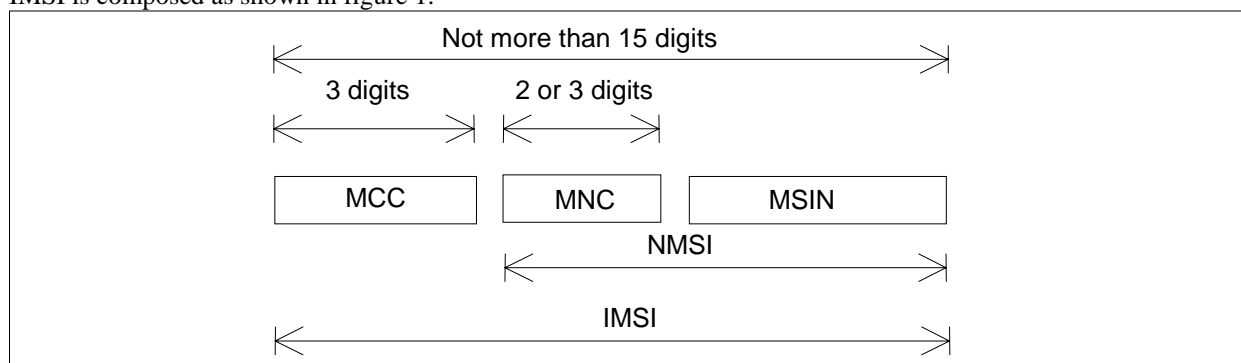 IMSI is composed as shown in figure 1.
Not more than 15 digits
3 digits 2 or 3 digits
MCC MNC MSIN
NMSI
IMSI